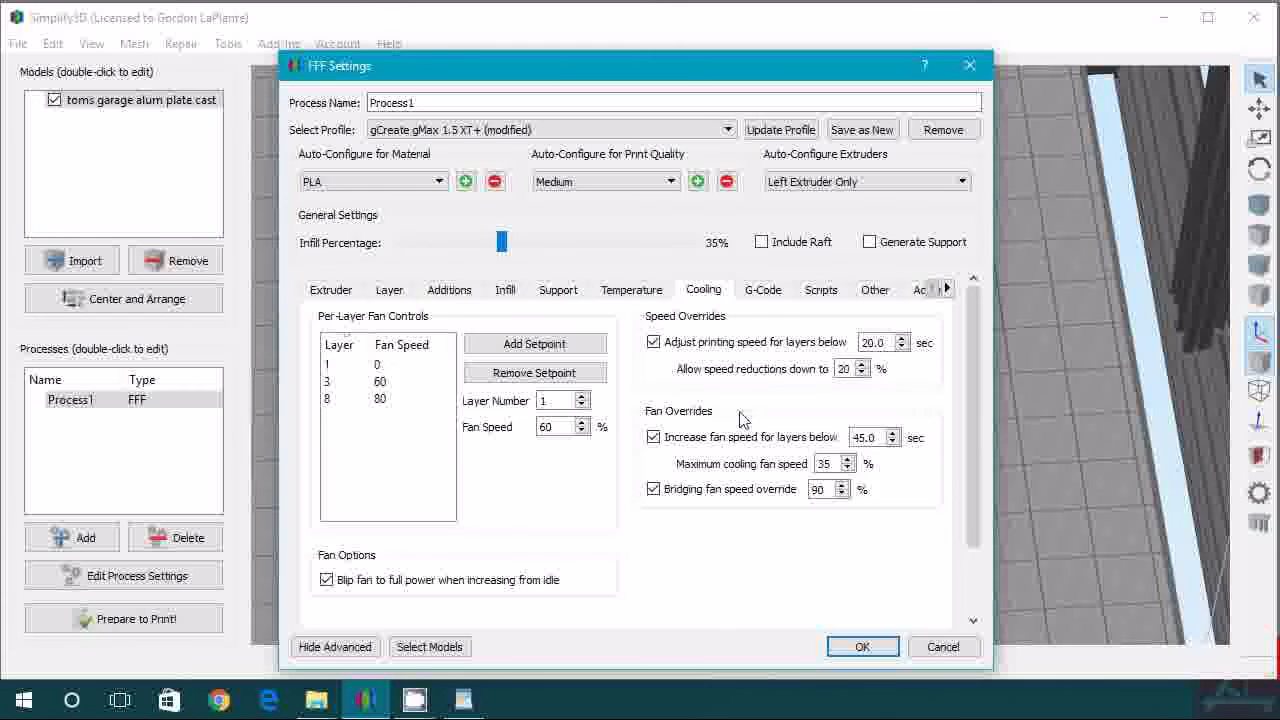 Simplify3D (Licensed to Gordon LaPlante)
File Edit View Mesh Repair Tools Add-Ins Account Help
Models (double-click to edit)
toms garage alum plate cast
Import Remove
Center and Arrange
Processes (double-click to edit)
Name Type
Process1 FFF
Add Delete
Edit Process Settings
Prepare to Print!
FFF Settings
?
Process Name: Process1
Select Profile: gCreate gMax 1.5 XT+ (modified) Update Profile Save as New Remove
Auto-Configure for Material Auto-Configure for Print Quality Auto-Configure Extruders
PLA Medium Left Extruder Only
General Settings
Infill Percentage: 35% Include Raft Generate Support
Extruder Layer Additions Infill Support Temperature Cooling G-Code Scripts Other
Per-Layer Fan Controls
Layer Fan Speed
1 0
3 60
8 80
Add Setpoint
Remove Setpoint
Layer Number 1
Fan Speed 60 %
Fan Options
Blip fan to full power when increasing from idle
Speed Overrides
Adjust printing speed for layers below 20.0 sec
Allow speed reductions down to 20 %
Fan Overrides
Increase fan speed for layers below 45.0 sec
Maximum cooling fan speed 35 %
Bridging fan speed override 90 %
Hide Advanced Select Models OK Cancel